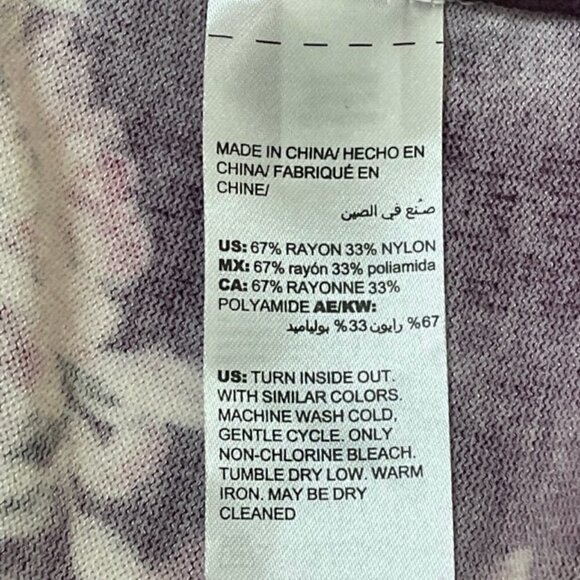 MADE IN CHINA/ HECHO EN
CHINA/ FABRIQUÉ EN
CHINE/
صنع في الصين
US: 67% RAYON 33% NYLON
MX: 67% rayón 33% poliamida
CA: 67% RAYONNE 33%
POLYAMIDE AE/KW:
67% رايون 33% بولياميد
US: TURN INSIDE OUT.
WITH SIMILAR COLORS.
MACHINE WASH COLD,
GENTLE CYCLE. ONLY
NON-CHLORINE BLEACH.
TUMBLE DRY LOW. WARM
IRON. MAY BE DRY
CLEANED